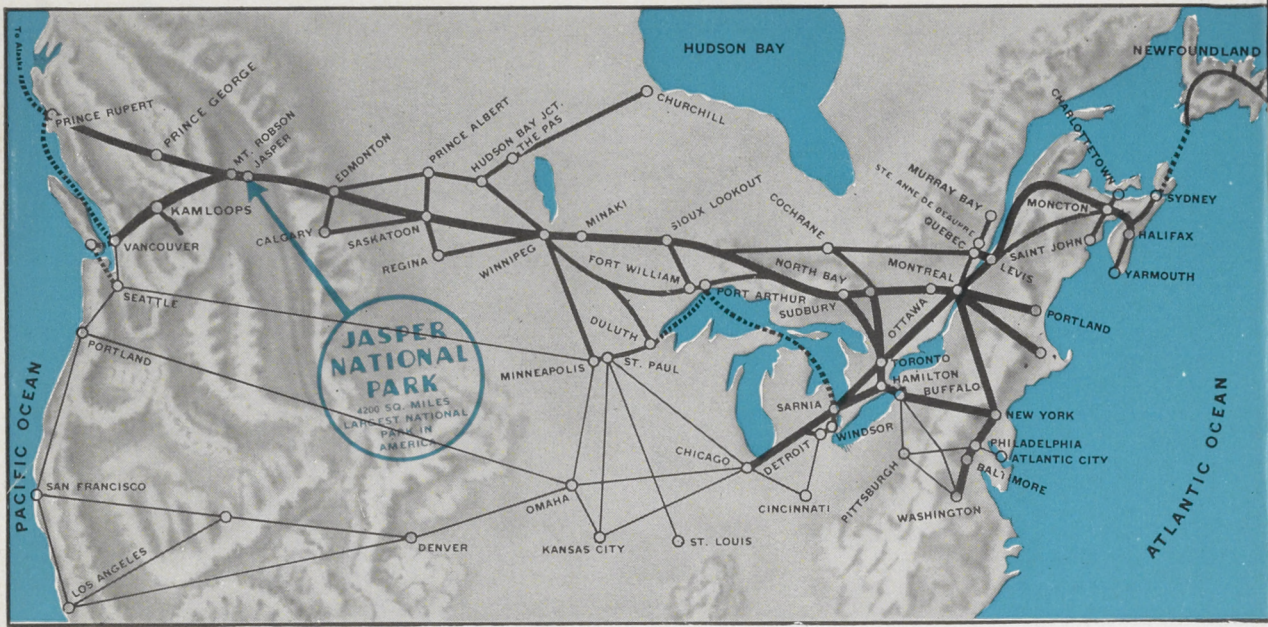 To Alaska
HUDSON BAY
NEWFOUNDLAND
PRINCE RUPERT
PRINCE GEORGE
MT. ROBSON
JASPER
EDMONTON
PRINCE ALBERT
HUDSON BAY JCT.
THE PAS
CHURCHILL
CHARLOTTETOWN
KAMLOOPS
VANCOUVER
CALGARY
SASKATOON
REGINA
WINNIPEG
MINAKI
SIOUX LOOKOUT
COCHRANE
MURRAY BAY
STE. ANNE DE BEAUPRE
QUEBEC
MONCTON
SYDNEY
SAINT JOHN
HALIFAX
LEVIS
YARMOUTH
FORT WILLIAM
PORT ARTHUR
NORTH BAY
SUDBURY
MONTREAL
OTTAWA
PORTLAND
SEATTLE
PORTLAND
DULUTH
MINNEAPOLIS
ST. PAUL
TORONTO
HAMILTON
BUFFALO
SARNIA
WINDSOR
DETROIT
CHICAGO
NEW YORK
PHILADELPHIA
ATLANTIC CITY
BALTIMORE
PITTSBURGH
WASHINGTON
CINCINNATI
JASPER
NATIONAL
PARK
4200 SQ. MILES
LARGEST NATIONAL
PARK IN
AMERICA
PACIFIC OCEAN
SAN FRANCISCO
LOS ANGELES
DENVER
OMAHA
KANSAS CITY
ST. LOUIS
ATLANTIC OCEAN